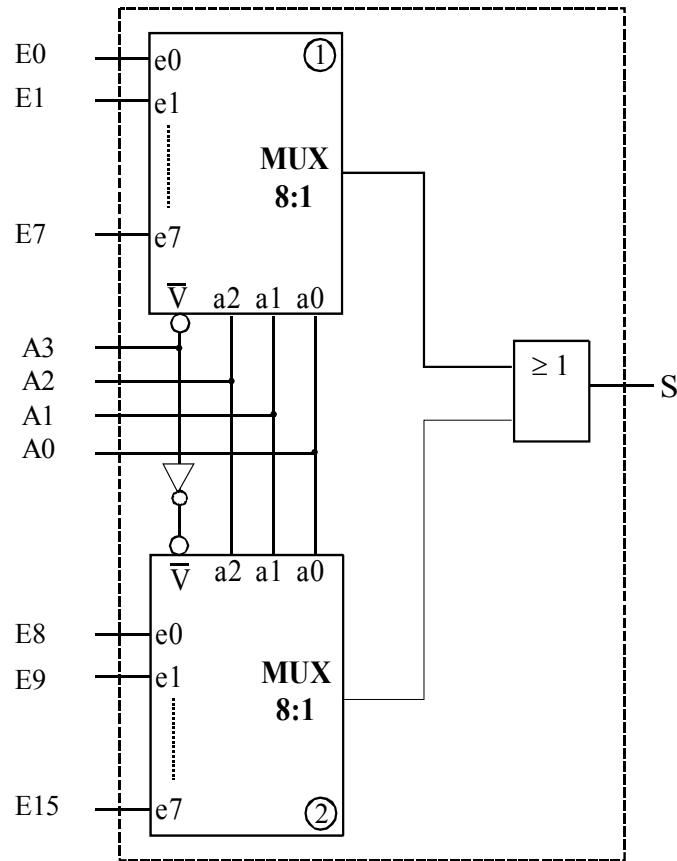 E0 e0 1
E1 e1
MUX
8:1
E7 e7
V̅ a2 a1 a0
A3
A2
A1
A0
≥ 1
S
V̅ a2 a1 a0
E8 e0
E9 e1
MUX
8:1
E15 e7 2